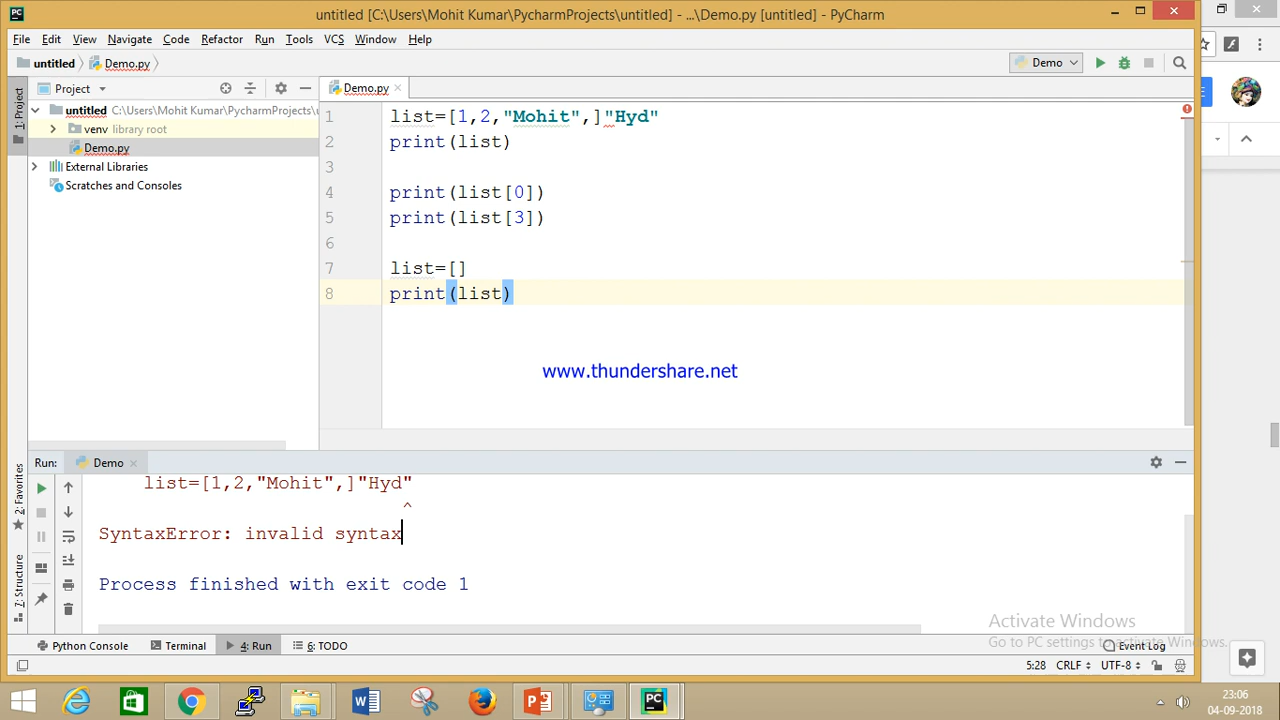 untitled [C:\Users\Mohit Kumar\PycharmProjects\untitled] - ...\Demo.py [untitled] - PyCharm
File Edit View Navigate Code Refactor Run Tools VCS Window Help
untitled Demo.py Demo
1: Project
Project
Demo.py
untitled C:\Users\Mohit Kumar\PycharmProjects\u
venv library root
Demo.py
External Libraries
Scratches and Consoles
1 list=[1,2,"Mohit",]"Hyd"
2 print(list)
3
4 print(list[0])
5 print(list[3])
6
7 list=[]
8 print(list)
www.thundershare.net
Run: Demo
list=[1,2,"Mohit",]"Hyd"
^
SyntaxError: invalid syntax
Process finished with exit code 1
2: Favorites
7: Structure
Activate Windows
Go to PC settings to activate Windows.
Python Console Terminal 4: Run 6: TODO Event Log
5:28 CRLF UTF-8
PC
23:06
04-09-2018